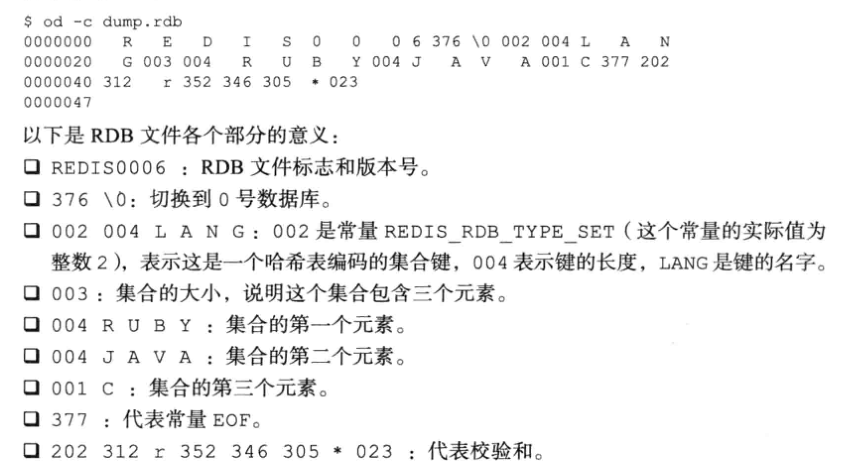 $ od -c dump.rdb
0000000 R E D I S 0 0 0 6 376 \0 002 004 L A N
0000020 G 003 004 R U B Y 004 J A V A 001 C 377 202
0000040 312 r 352 346 305 * 023
0000047
以下是 RDB 文件各个部分的意义：
❏ REDIS0006 ：RDB 文件标志和版本号。
❏ 376 \0：切换到 0 号数据库。
❏ 002 004 L A N G：002 是常量 REDIS_RDB_TYPE_SET（这个常量的实际值为
整数 2），表示这是一个哈希表编码的集合键，004 表示键的长度，LANG 是键的名字。
❏ 003：集合的大小，说明这个集合包含三个元素。
❏ 004 R U B Y ：集合的第一个元素。
❏ 004 J A V A ：集合的第二个元素。
❏ 001 C ：集合的第三个元素。
❏ 377 ：代表常量 EOF。
❏ 202 312 r 352 346 305 * 023 ：代表校验和。